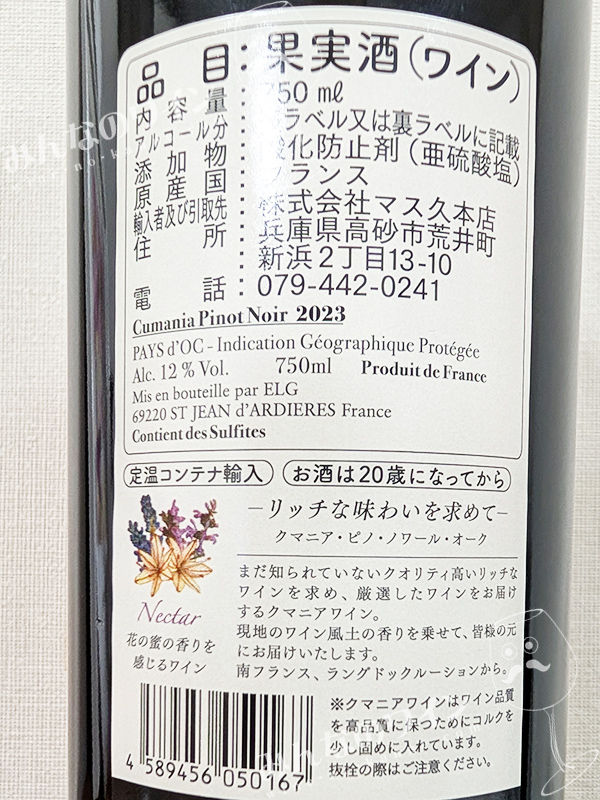 品目：果実酒(ワイン)
内容量：750㎖
アルコール分：ラベル又は裏ラベルに記載
添加物：酸化防止剤(亜硫酸塩)
原産国：フランス
輸入者及び引取先：株式会社マス久本店
住所：兵庫県高砂市荒井町
新浜2丁目13-10
電話：079-442-0241
Cumania Pinot Noir 2023
PAYS d'OC - Indication Géographique Protégée
Alc. 12 % Vol. 750ml Produit de France
Mis en bouteille par ELG
69220 ST JEAN d'ARDIERES France
Contient des Sulfites
定温コンテナ輸入 お酒は20歳になってから
―リッチな味わいを求めて―
クマニア・ピノ・ノワール・オーク
まだ知られていないクオリティ高いリッチな
ワインを求め、厳選したワインをお届け
するクマニアワイン。
現地のワイン風土の香りを乗せて、皆様の元
にお届けいたします。
南フランス、ラングドックルーションから。
Nectar
花の蜜の香りを
感じるワイン
※クマニアワインはワイン品質
を高品質に保つためにコルクを
少し固めに入れています。
抜栓の際はご注意ください。
4 589456 050167